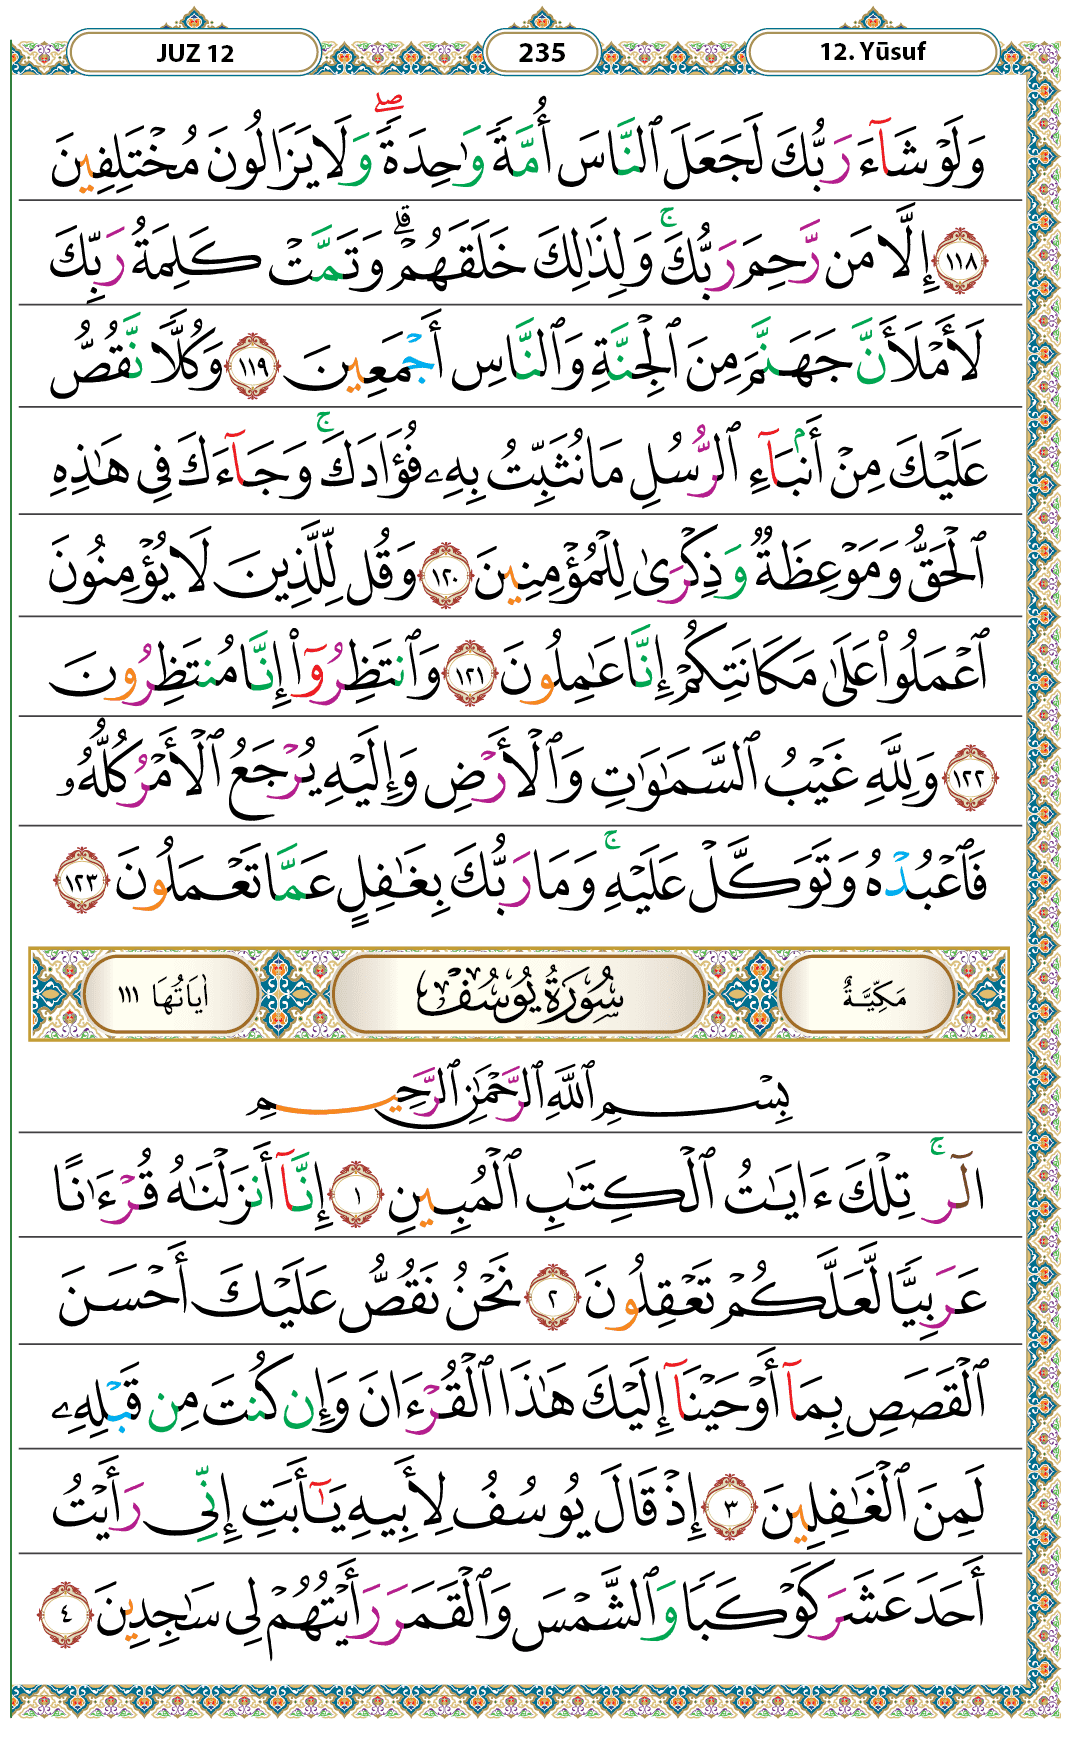 JUZ 12
235
12. Yūsuf
وَلَوْ شَآءَ رَبُّكَ لَجَعَلَ ٱلنَّاسَ أُمَّةً وَٰحِدَةً ۖ وَلَا يَزَالُونَ مُخْتَلِفِينَ
١١٨ إِلَّا مَن رَّحِمَ رَبُّكَ ۚ وَلِذَٰلِكَ خَلَقَهُمْ ۗ وَتَمَّتْ كَلِمَةُ رَبِّكَ
لَأَمْلَأَنَّ جَهَنَّمَ مِنَ ٱلْجِنَّةِ وَٱلنَّاسِ أَجْمَعِينَ ١١٩ وَكُلًّا نَّقُصُّ
عَلَيْكَ مِنْ أَنۢبَآءِ ٱلرُّسُلِ مَا نُثَبِّتُ بِهِۦ فُؤَادَكَ ۚ وَجَآءَكَ فِى هَٰذِهِ
ٱلْحَقُّ وَمَوْعِظَةٌ وَذِكْرَىٰ لِلْمُؤْمِنِينَ ١٢٠ وَقُل لِّلَّذِينَ لَا يُؤْمِنُونَ
ٱعْمَلُوا۟ عَلَىٰ مَكَانَتِكُمْ إِنَّا عَٰمِلُونَ ١٢١ وَٱنتَظِرُوٓا۟ إِنَّا مُنتَظِرُونَ
١٢٢ وَلِلَّهِ غَيْبُ ٱلسَّمَٰوَٰتِ وَٱلْأَرْضِ وَإِلَيْهِ يُرْجَعُ ٱلْأَمْرُ كُلُّهُۥ
فَٱعْبُدْهُ وَتَوَكَّلْ عَلَيْهِ ۚ وَمَا رَبُّكَ بِغَٰفِلٍ عَمَّا تَعْمَلُونَ ١٢٣
مَكِّيَّةٌ سُورَةُ يُوسُفَ اٰيَاتُهَا ١١١
بِسْمِ ٱللَّهِ ٱلرَّحْمَٰنِ ٱلرَّحِيمِ
الٓر ۚ تِلْكَ ءَايَٰتُ ٱلْكِتَٰبِ ٱلْمُبِينِ ١ إِنَّآ أَنزَلْنَٰهُ قُرْءَٰنًا
عَرَبِيًّا لَّعَلَّكُمْ تَعْقِلُونَ ٢ نَحْنُ نَقُصُّ عَلَيْكَ أَحْسَنَ
ٱلْقَصَصِ بِمَآ أَوْحَيْنَآ إِلَيْكَ هَٰذَا ٱلْقُرْءَانَ وَإِن كُنتَ مِن قَبْلِهِۦ
لَمِنَ ٱلْغَٰفِلِينَ ٣ إِذْ قَالَ يُوسُفُ لِأَبِيهِ يَٰٓأَبَتِ إِنِّى رَأَيْتُ
أَحَدَ عَشَرَ كَوْكَبًا وَٱلشَّمْسَ وَٱلْقَمَرَ رَأَيْتُهُمْ لِى سَٰجِدِينَ ٤